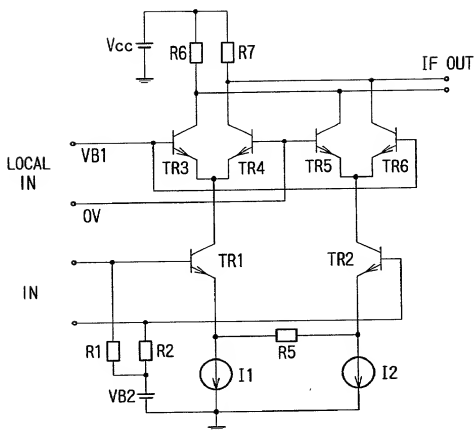 Vcc
R6
R7
IF OUT
VB1
TR3
TR4
TR5
TR6
LOCAL
IN
0V
TR1
TR2
IN
R1
R2
R5
VB2
I1
I2